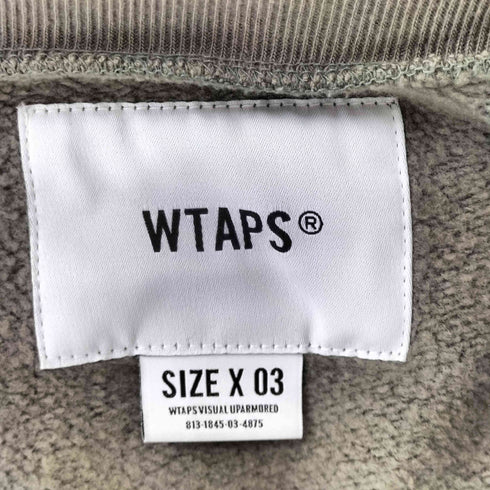 WTAPS®
SIZE X 03
WTAPS VISUAL UPARMORED
813-1845-03-4875